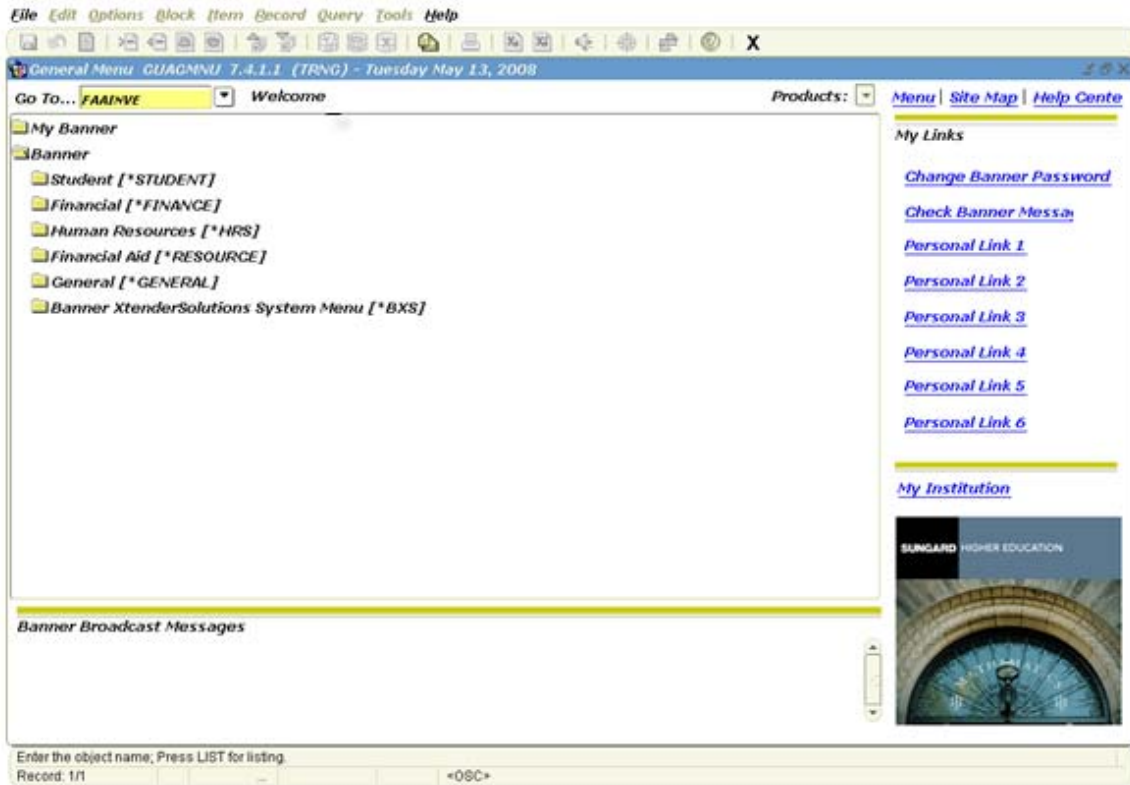 File Edit Options Block Item Record Query Tools Help
General Menu GUAGMNU 7.4.1.1 (TRNG) - Tuesday May 13, 2008
Go To... FAAINVE Welcome Products: Menu | Site Map | Help Cente
My Banner
Banner
Student [*STUDENT]
Financial [*FINANCE]
Human Resources [*HRS]
Financial Aid [*RESOURCE]
General [*GENERAL]
Banner XtenderSolutions System Menu [*BXS]
My Links
Change Banner Password
Check Banner Messa
Personal Link 1
Personal Link 2
Personal Link 3
Personal Link 4
Personal Link 5
Personal Link 6
My Institution
SUNGARD HIGHER EDUCATION
Banner Broadcast Messages
Enter the object name; Press LIST for listing.
Record: 1/1 ... <OSC>